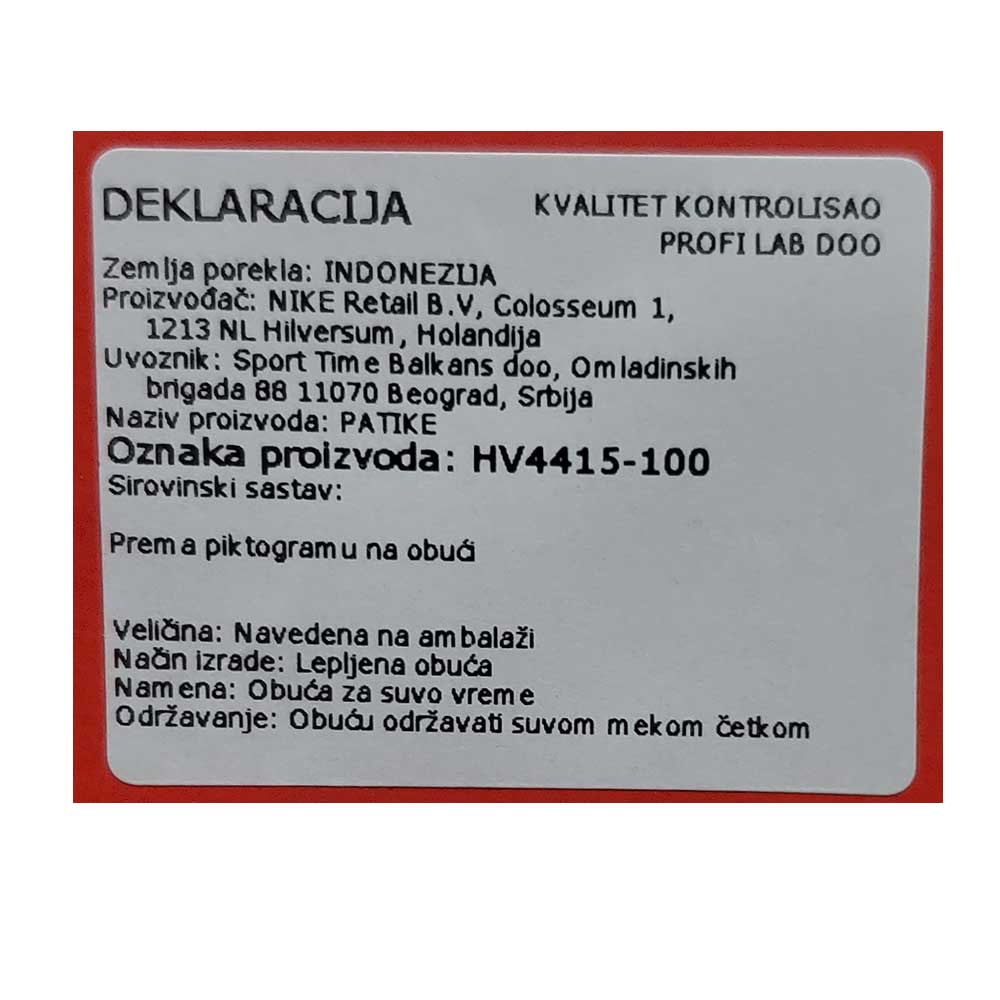 DEKLARACIJA
KVALITET KONTROLISAO
PROFI LAB DOO
Zemlja porekla: INDONEZIJA
Proizvođač: NIKE Retail B.V, Colosseum 1,
1213 NL Hilversum, Holandija
Uvoznik: Sport Time Balkans doo, Omladinskih
brigada 88 11070 Beograd, Srbija
Naziv proizvoda: PATIKE
Oznaka proizvoda: HV4415-100
Sirovinski sastav:
Prema piktogramu na obući
Veličina: Navedena na ambalaži
Način izrade: Lepljena obuća
Namena: Obuća za suvo vreme
Održavanje: Obuću održavati suvom mekom četkom